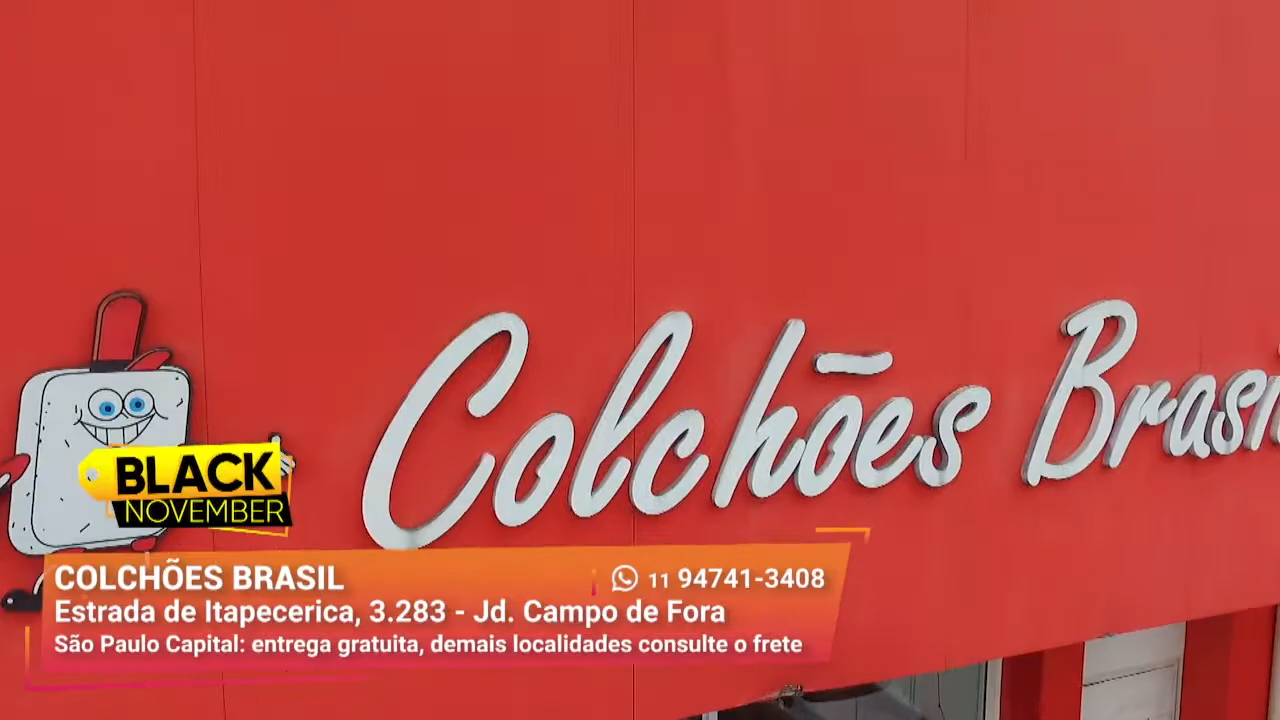 Colchões Brasil
BLACK
NOVEMBER
COLCHÕES BRASIL
11 94741-3408
Estrada de Itapecerica, 3.283 - Jd. Campo de Fora
São Paulo Capital: entrega gratuita, demais localidades consulte o frete